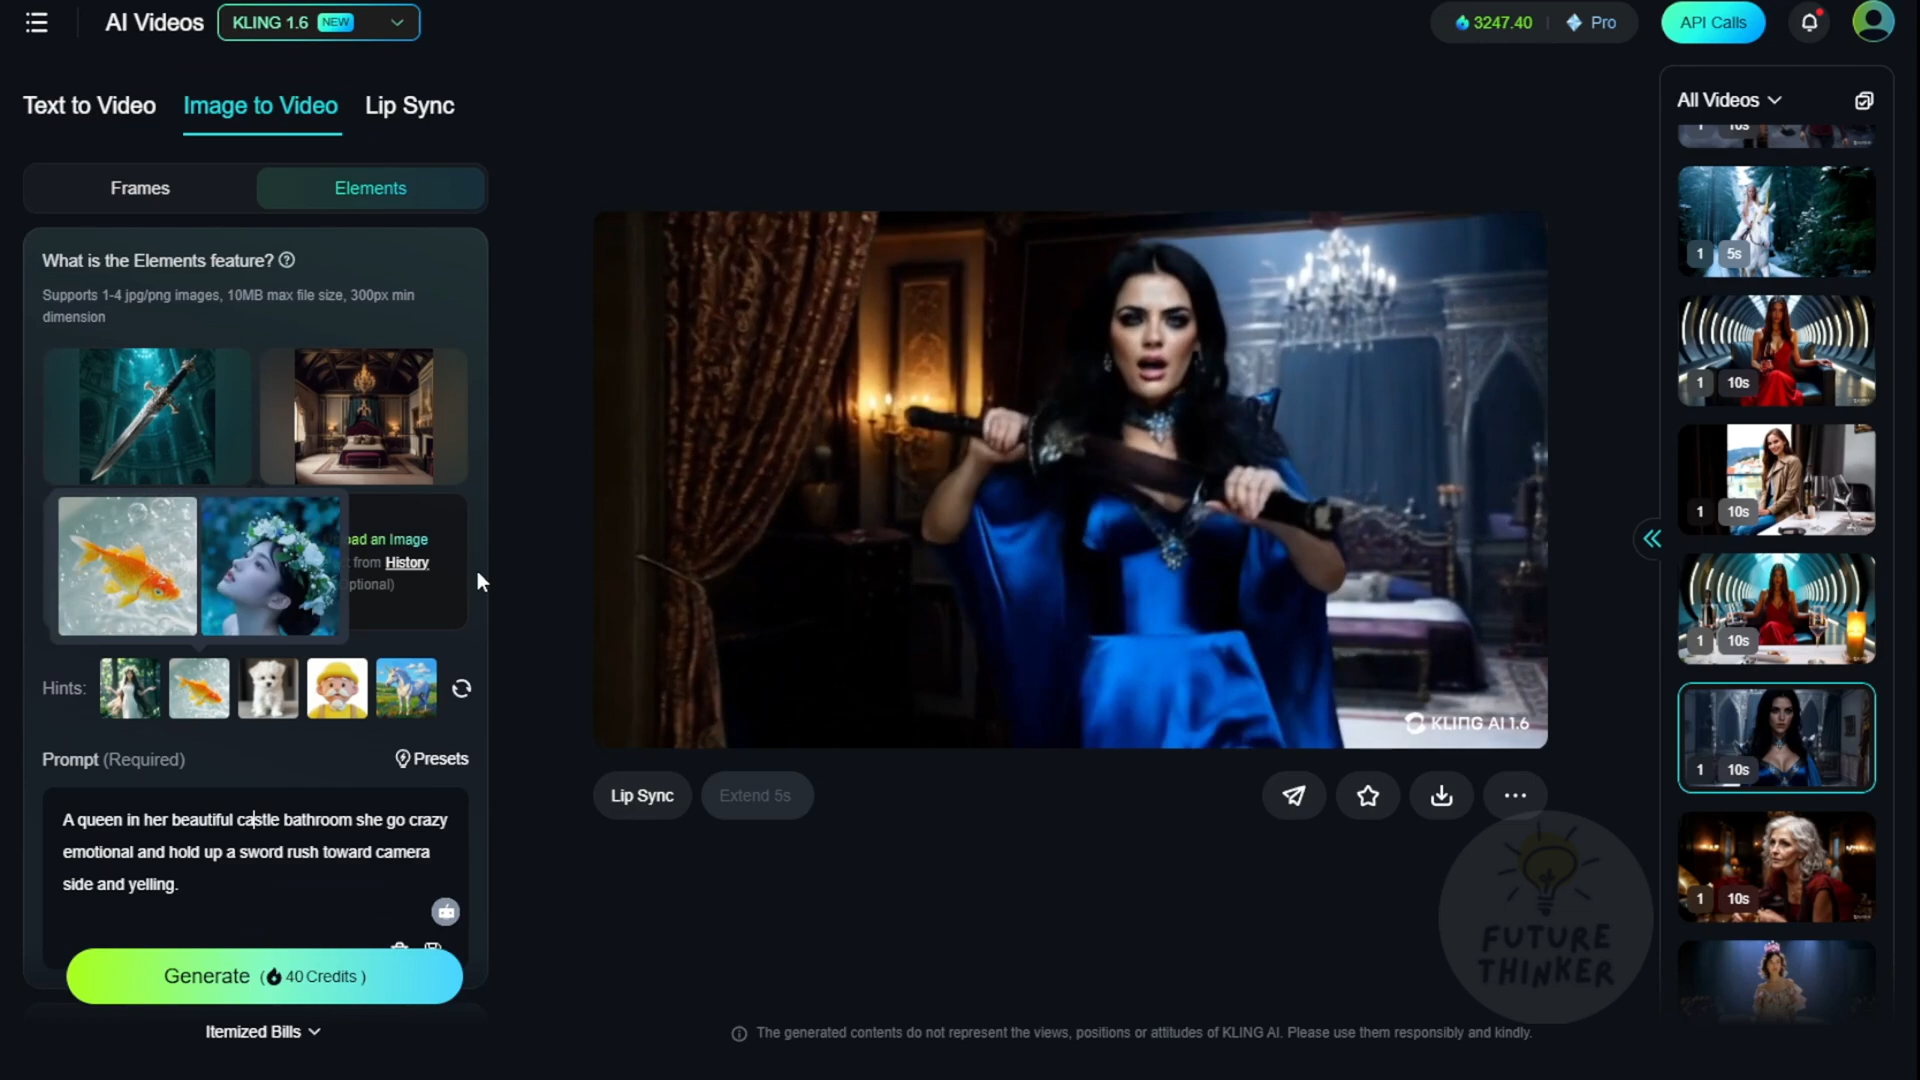 AI Videos
KLING 1.6 NEW
3247.40
Pro
API Calls
Text to Video
Image to Video
Lip Sync
Frames
Elements
What is the Elements feature?
Supports 1-4 jpg/png images, 10MB max file size, 300px min
dimension
ad an Image
from History
ptional)
Hints:
Prompt (Required)
Presets
A queen in her beautiful castle bathroom she go crazy
emotional and hold up a sword rush toward camera
side and yelling.
Generate ( 40 Credits )
Itemized Bills
KLING AI 1.6
Lip Sync
Extend 5s
FUTURE
THINKER
The generated contents do not represent the views, positions or attitudes of KLING AI. Please use them responsibly and kindly.
All Videos
1 10s
1 5s
1 10s
1 10s
1 10s
1 10s
1 10s